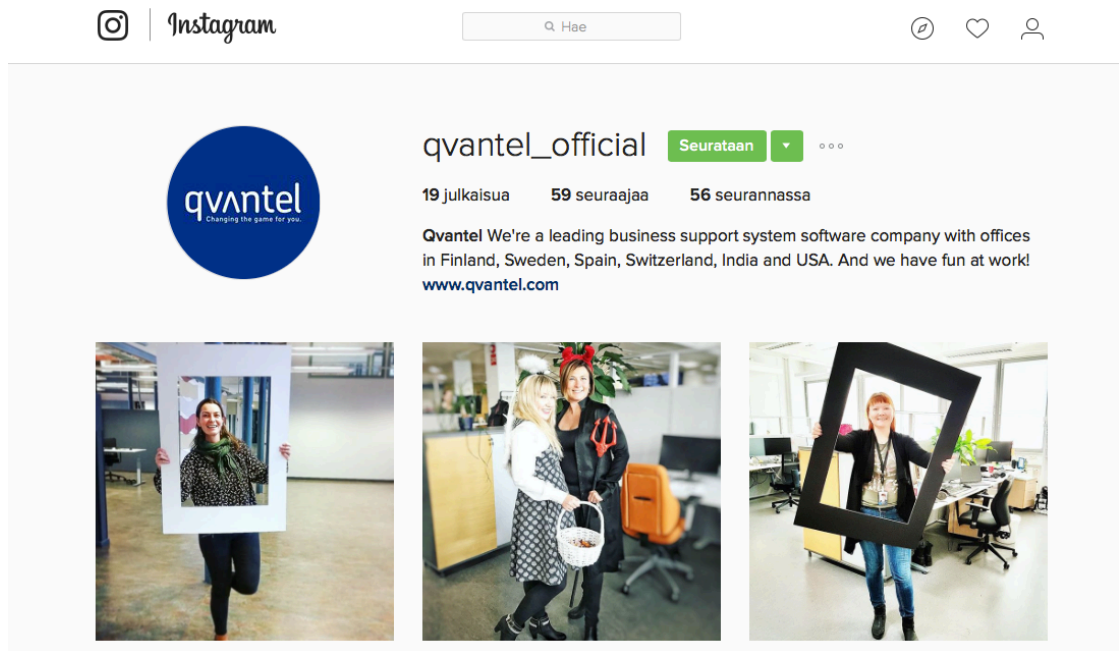 Instagram
Hae
qvantel
Changing the game for you.
qvantel_official
Seurataan
19 julkaisua 59 seuraajaa 56 seurannassa
Qvantel We're a leading business support system software company with offices
in Finland, Sweden, Spain, Switzerland, India and USA. And we have fun at work!
www.qvantel.com